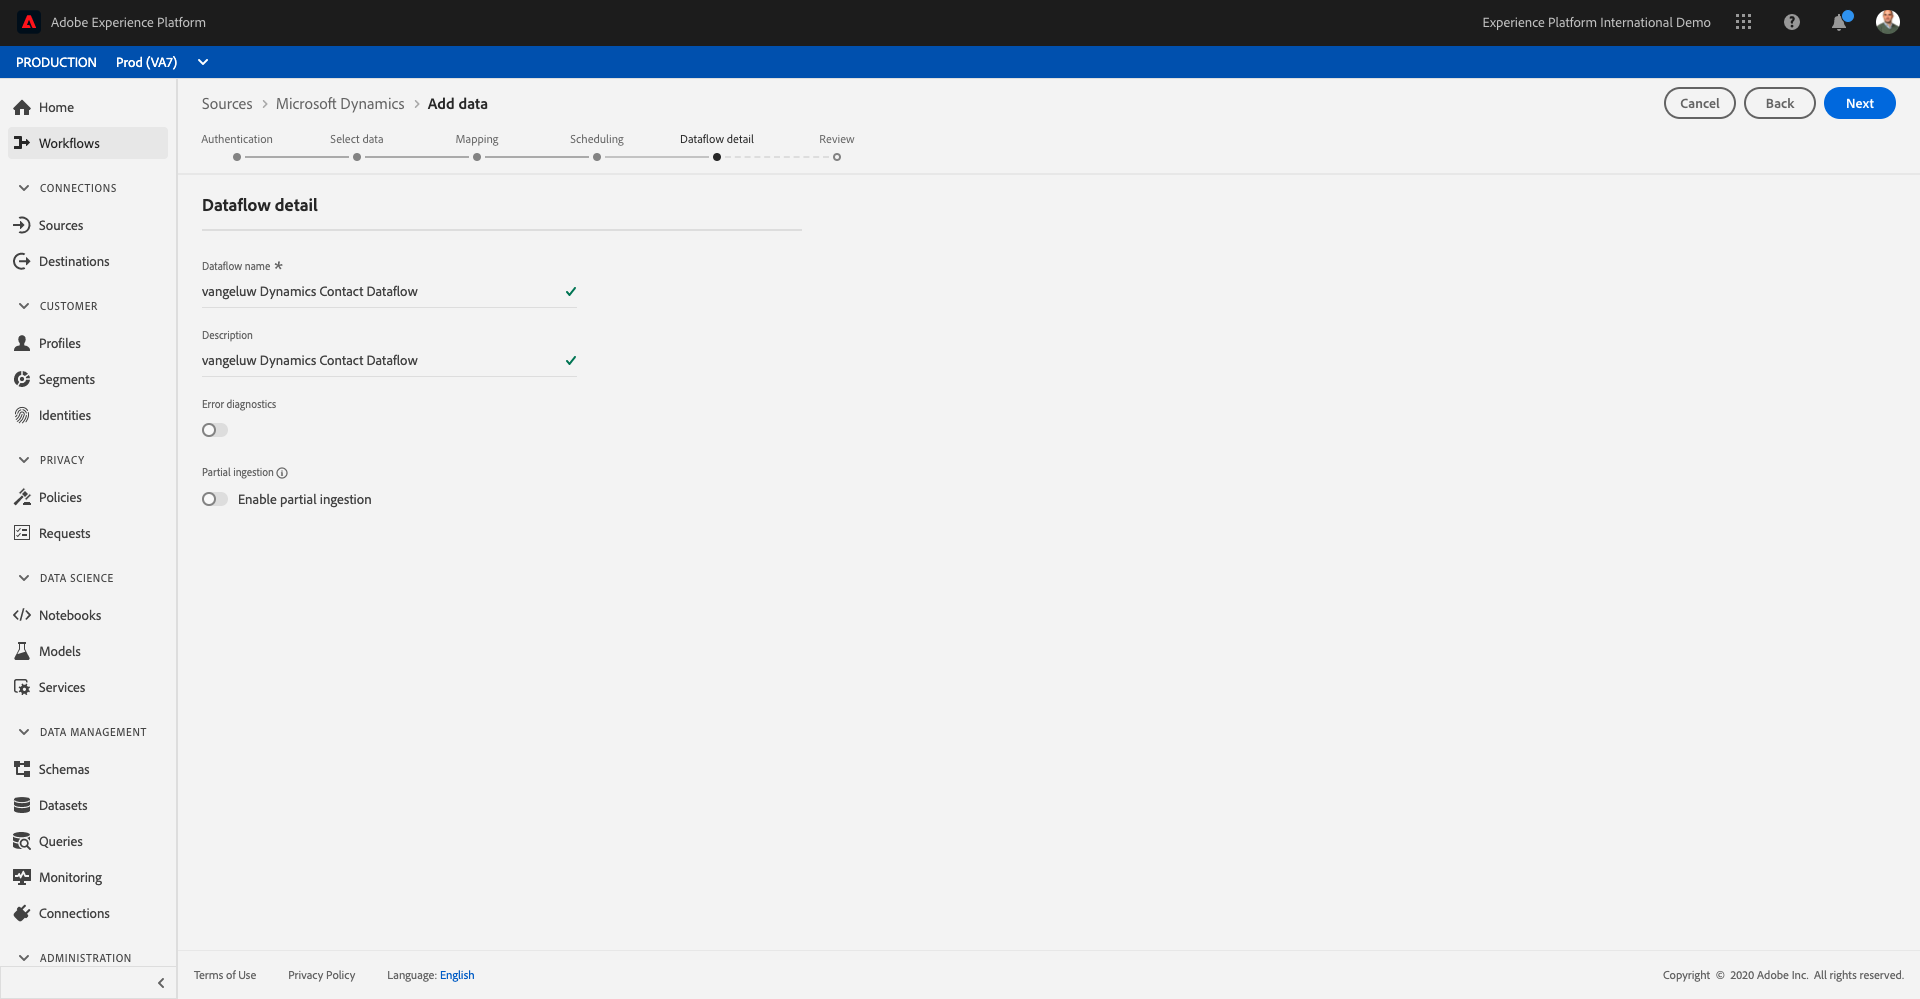 Adobe Experience Platform
Experience Platform International Demo
PRODUCTION Prod (VA7)
Home
Workflows
CONNECTIONS
Sources
Destinations
CUSTOMER
Profiles
Segments
Identities
PRIVACY
Policies
Requests
DATA SCIENCE
Notebooks
Models
Services
DATA MANAGEMENT
Schemas
Datasets
Queries
Monitoring
Connections
ADMINISTRATION
Sources > Microsoft Dynamics > Add data
Cancel Back Next
Authentication Select data Mapping Scheduling Dataflow detail Review
Dataflow detail
Dataflow name *
vangeluw Dynamics Contact Dataflow
Description
vangeluw Dynamics Contact Dataflow
Error diagnostics
Partial ingestion
Enable partial ingestion
Terms of Use Privacy Policy Language: English
Copyright © 2020 Adobe Inc. All rights reserved.